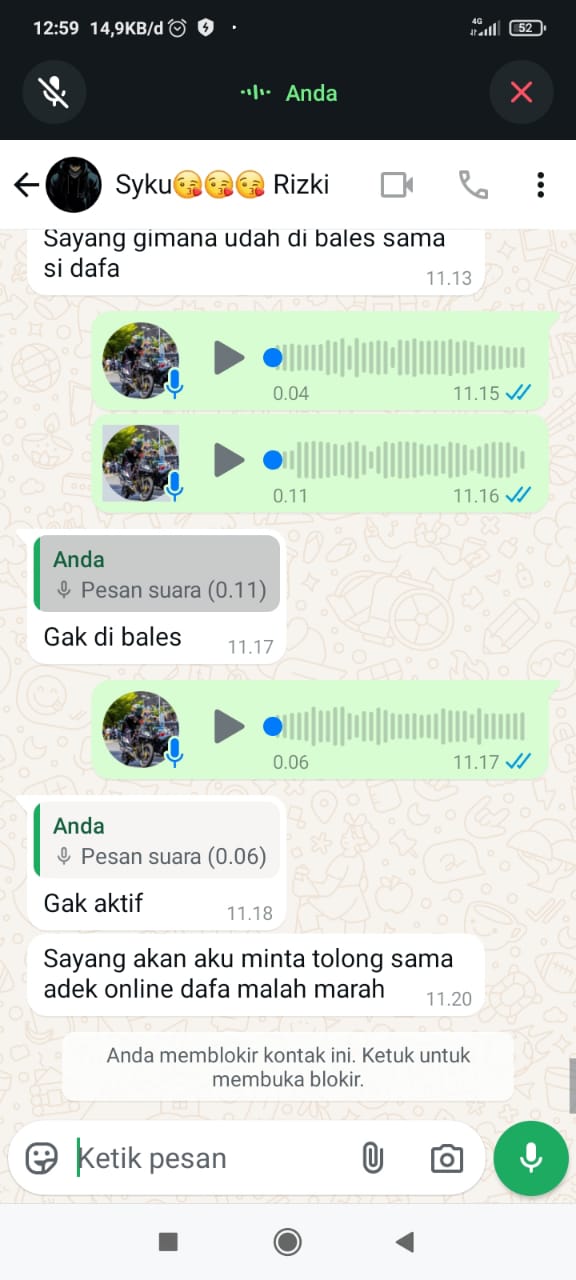 12:59 14,9KB/d
4G
52
Anda
Syku😘😘😘 Rizki
Sayang gimana udah di bales sama
si dafa
11.13
0.04
11.15
0.11
11.16
Anda
Pesan suara (0.11)
Gak di bales
11.17
0.06
11.17
Anda
Pesan suara (0.06)
Gak aktif
11.18
Sayang akan aku minta tolong sama
adek online dafa malah marah
11.20
Anda memblokir kontak ini. Ketuk untuk
membuka blokir.
Ketik pesan